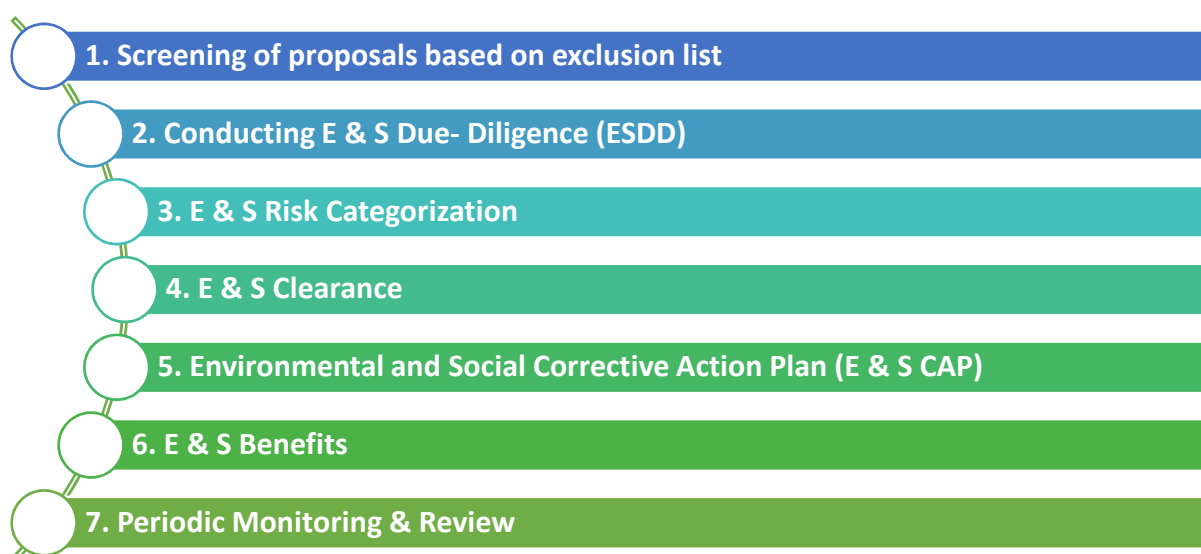 1. Screening of proposals based on exclusion list
2. Conducting E & S Due- Diligence (ESDD)
3. E & S Risk Categorization
4. E & S Clearance
5. Environmental and Social Corrective Action Plan (E & S CAP)
6. E & S Benefits
7. Periodic Monitoring & Review